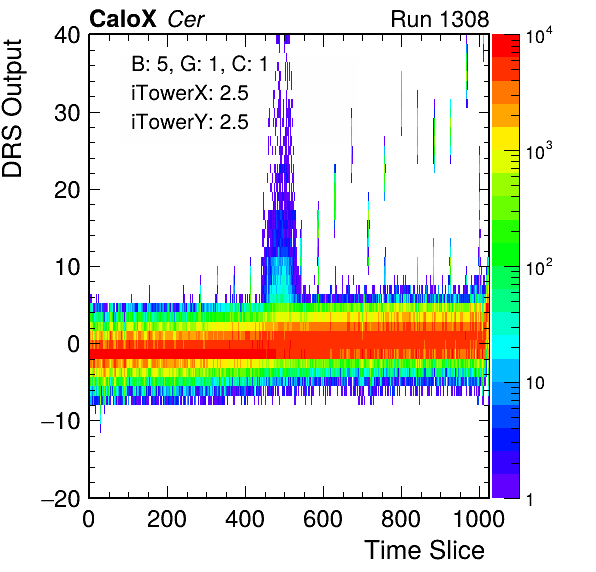 CaloX Cer Run 1308
B: 5, G: 1, C: 1
iTowerX: 2.5
iTowerY: 2.5
DRS Output
40
30
20
10
0
−10
−20
0 200 400 600 800 1000
Time Slice
10⁴
10³
10²
10
1